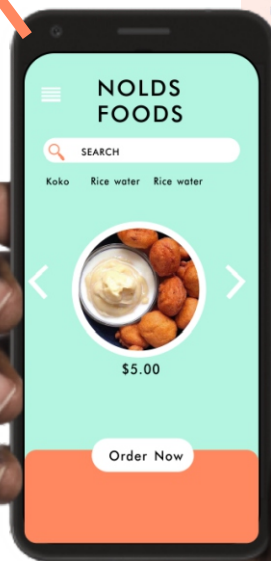 NOLDS
FOODS
SEARCH
Koko Rice water Rice water
$5.00
Order Now